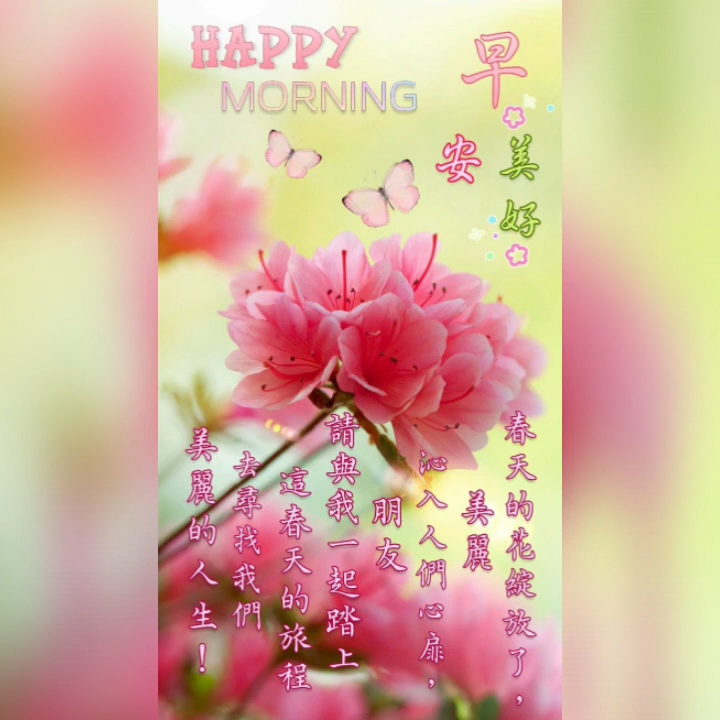 HAPPY
MORNING
早
安
美好
春天的花綻放了，
美麗
沁入人們心扉，
朋友
請與我一起踏上
這春天的旅程
去尋找我們
美麗的人生！